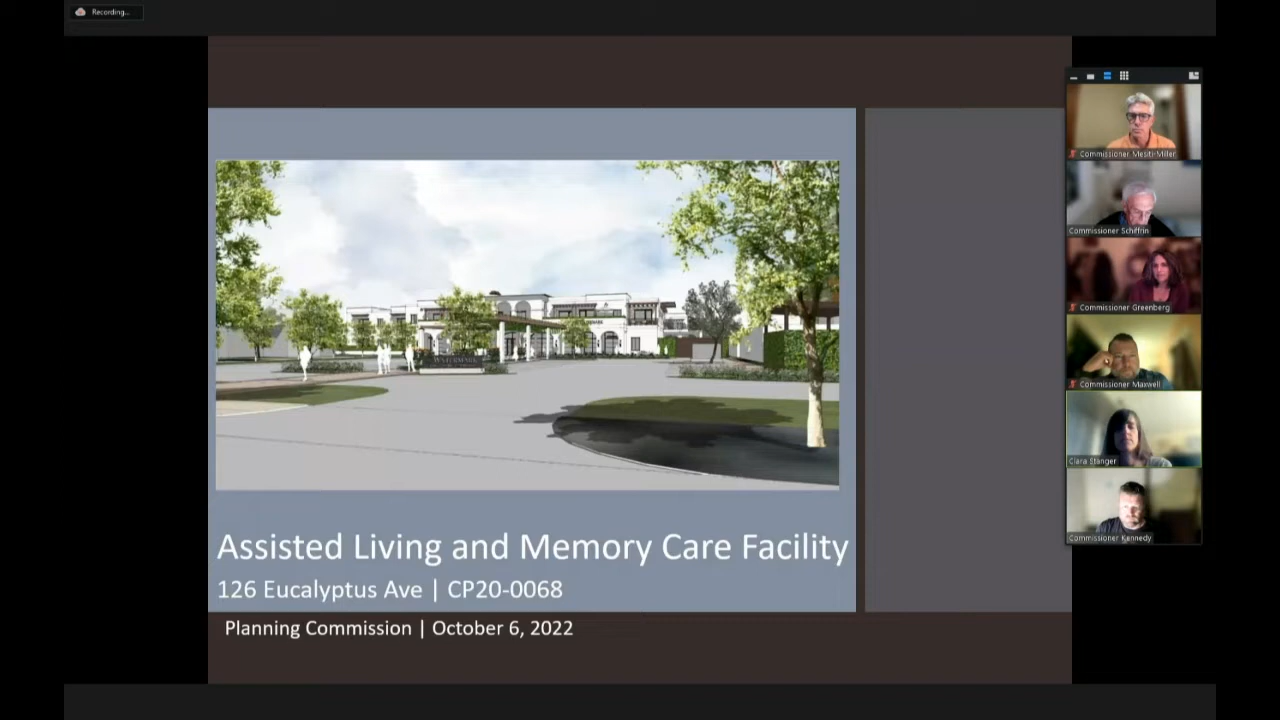 Recording...
WATERMARK
Assisted Living and Memory Care Facility
126 Eucalyptus Ave | CP20-0068
Planning Commission | October 6, 2022
Commissioner Mesiti-Miller
Commissioner Schiffrin
Commissioner Greenberg
Commissioner Maxwell
Clara Stanger
Commissioner Kennedy